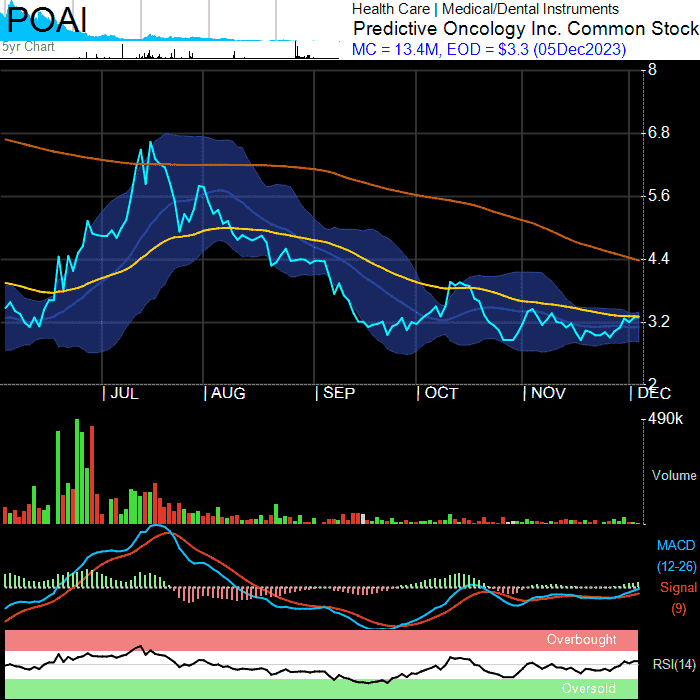 POAI
5yr Chart
Health Care | Medical/Dental Instruments
Predictive Oncology Inc. Common Stock
MC = 13.4M, EOD = $3.3 (05Dec2023)
8
6.8
5.6
4.4
3.2
2
| JUL | AUG | SEP | OCT | NOV | DEC
490k
Volume
MACD
(12-26)
Signal
(9)
Overbought
RSI(14)
Oversold